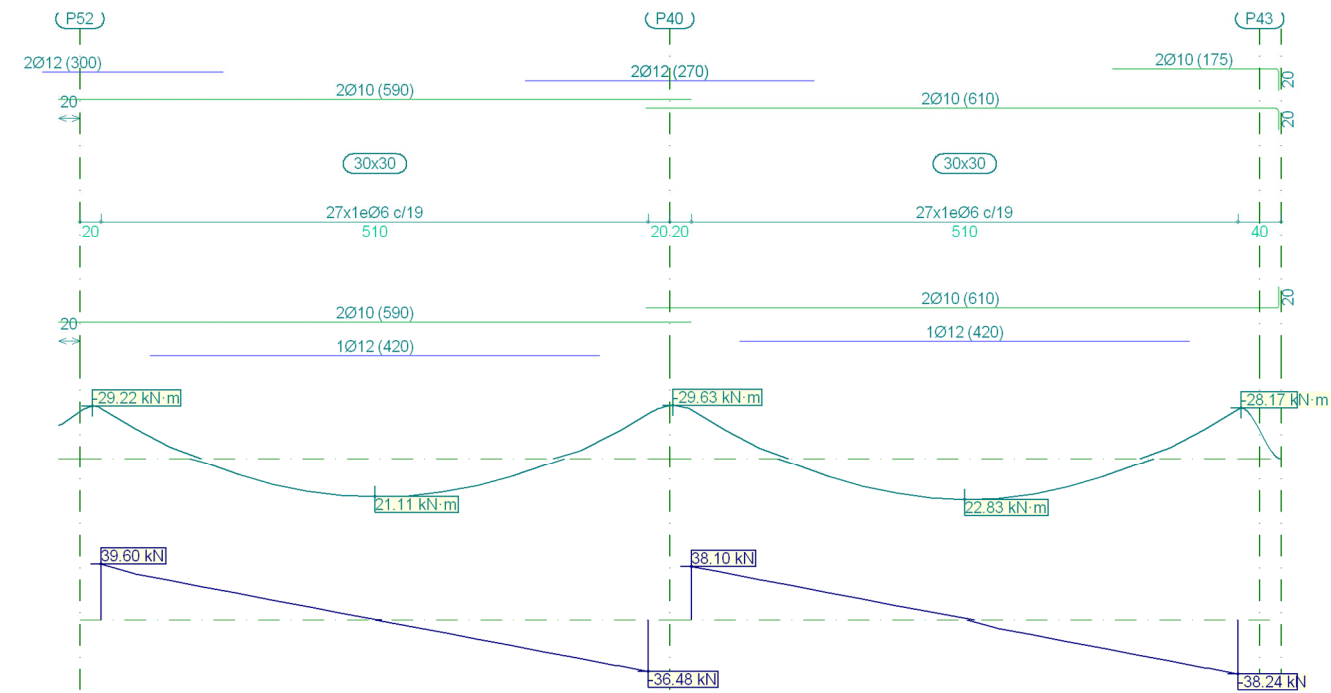 P52 P40 P43
2Ø12 (300) 2Ø12 (270) 2Ø10 (175)
20
2Ø10 (590) 2Ø10 (610)
20 20
30x30 30x30
27x1eØ6 c/19 27x1eØ6 c/19
20 510 20 20 510 40
2Ø10 (590) 2Ø10 (610) 20
20
1Ø12 (420) 1Ø12 (420)
-29.22 kN·m -29.63 kN·m -28.17 kN·m
21.11 kN·m 22.83 kN·m
39.60 kN 38.10 kN
-36.48 kN -38.24 kN